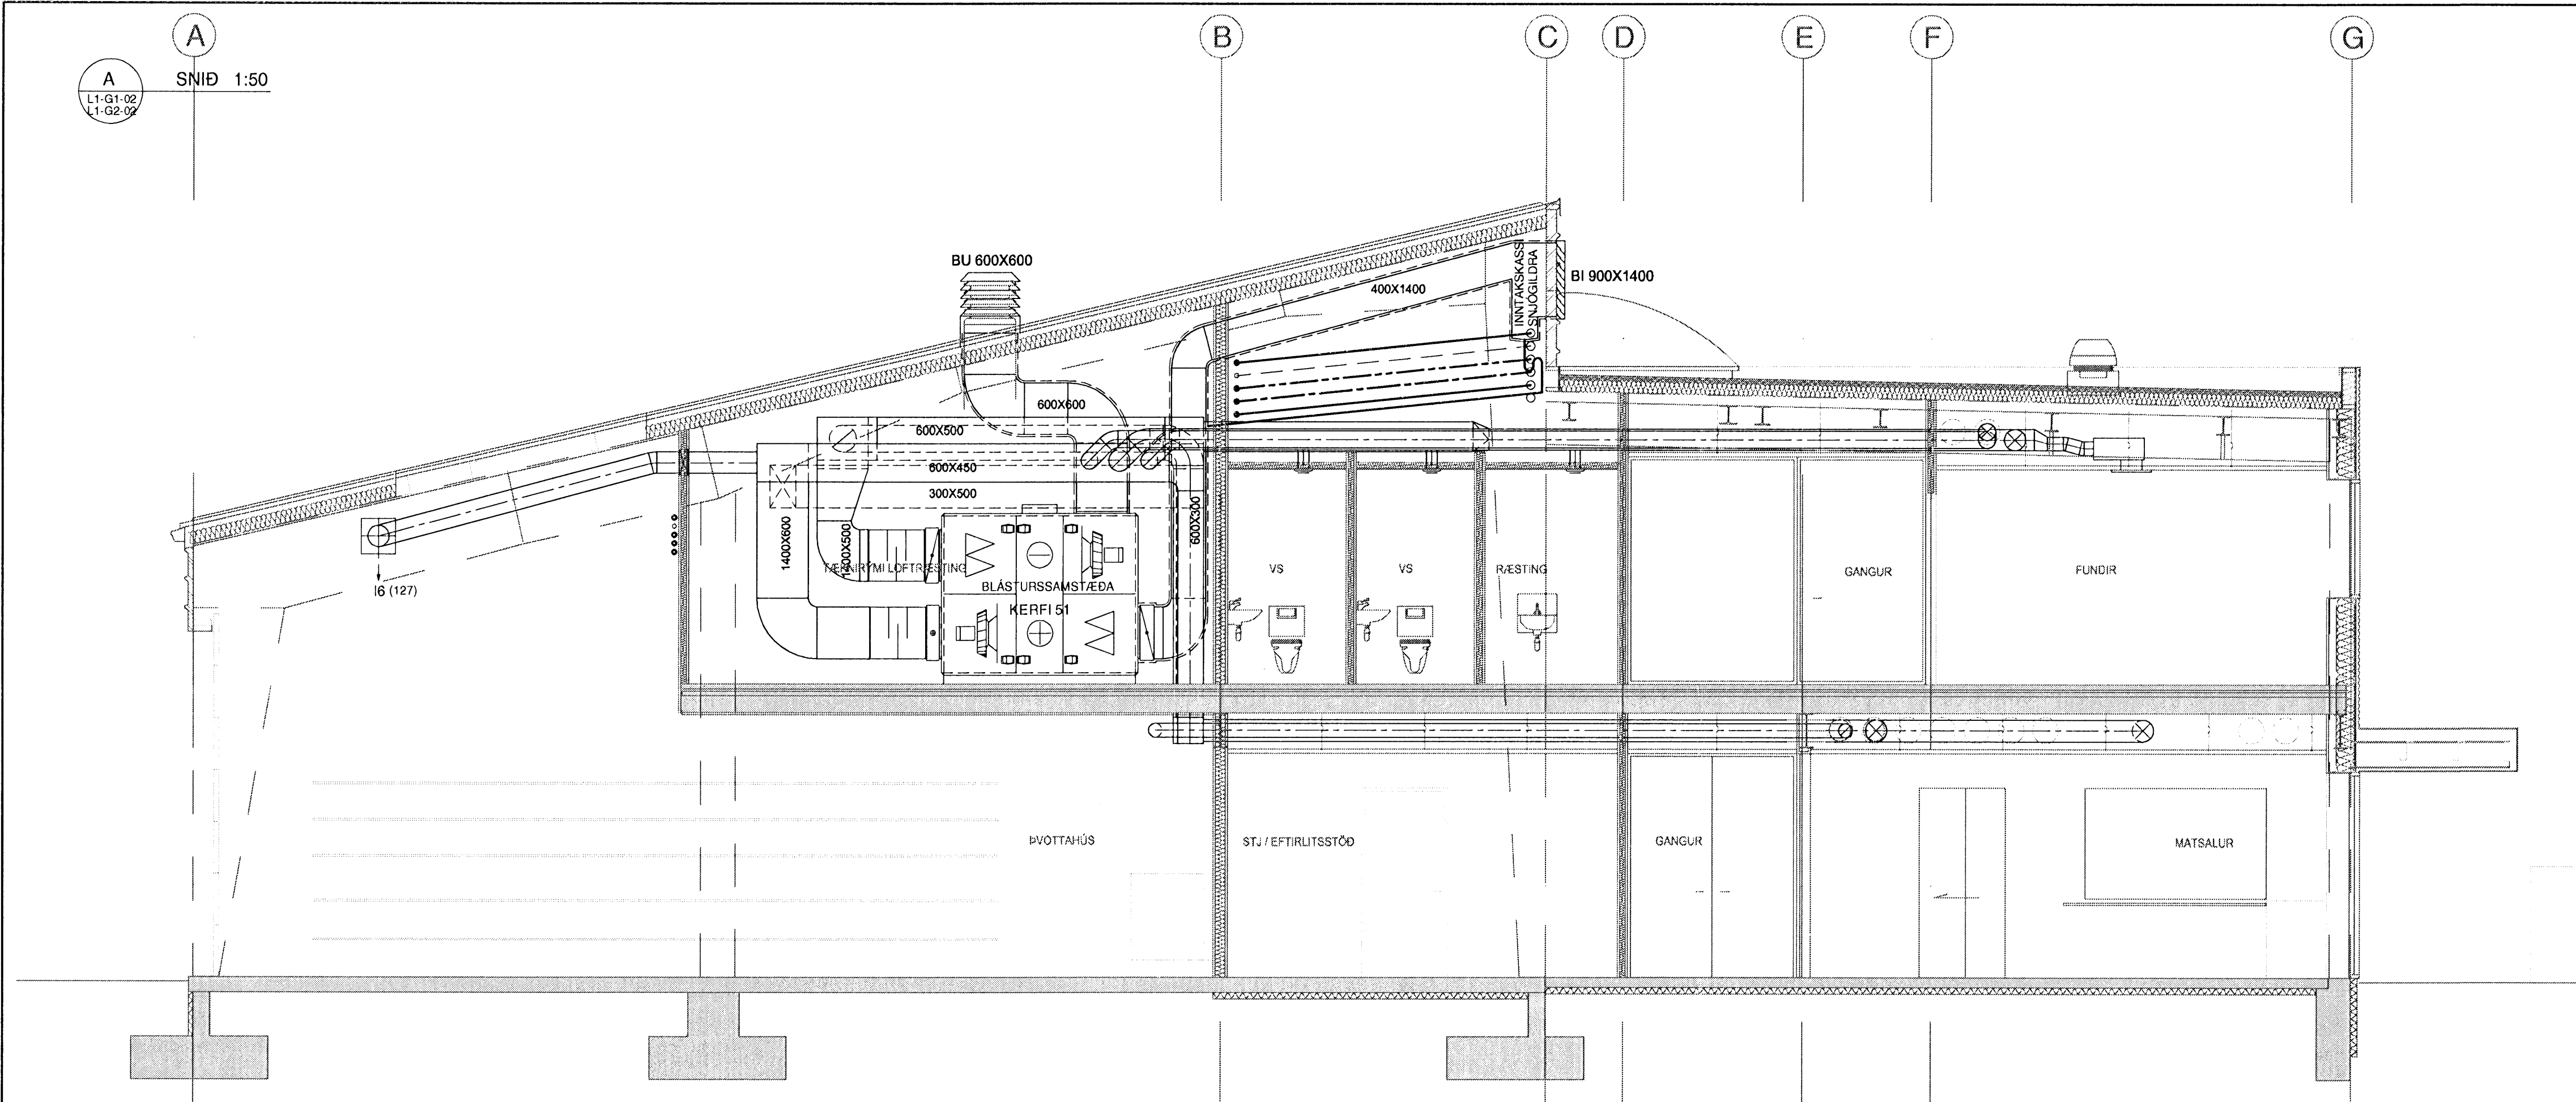 A B C D E F G
A SNIÐ 1:50
L1-G1-02
L1-G2-02
BU 600X600
INNTAKSKASSI
SNJÓGILDRA
BI 900X1400
400X1400
600X600
600X500
600X450
300X500
1400X600
1400X500
600X300
TÆKNIRÝMI LOFTRÆSTING
BLÁSTURSSAMSTÆÐA
KERFI 51
I6 (127)
VS
VS
RÆSTING
GANGUR
FUNDIR
ÞVOTTAHÚS
STJ / EFTIRLITSSTÖÐ
GANGUR
MATSALUR